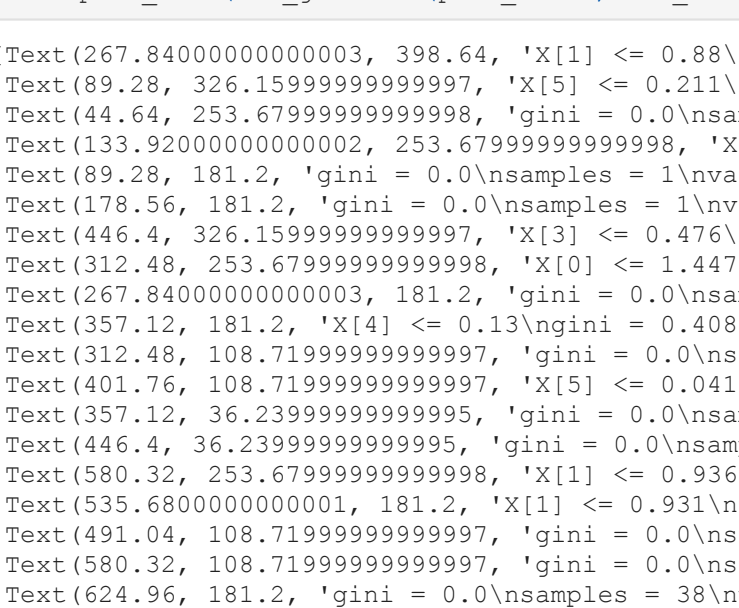 Text(267.84000000000003, 398.64, 'X[1] <= 0.88\
Text(89.28, 326.15999999999997, 'X[5] <= 0.211\
Text(44.64, 253.67999999999998, 'gini = 0.0\nsa
Text(133.92000000000002, 253.67999999999998, 'X
Text(89.28, 181.2, 'gini = 0.0\nsamples = 1\nva
Text(178.56, 181.2, 'gini = 0.0\nsamples = 1\nv
Text(446.4, 326.15999999999997, 'X[3] <= 0.476\
Text(312.48, 253.67999999999998, 'X[0] <= 1.447
Text(267.84000000000003, 181.2, 'gini = 0.0\nsa
Text(357.12, 181.2, 'X[4] <= 0.13\ngini = 0.408
Text(312.48, 108.71999999999997, 'gini = 0.0\ns
Text(401.76, 108.71999999999997, 'X[5] <= 0.041
Text(357.12, 36.23999999999995, 'gini = 0.0\nsa
Text(446.4, 36.23999999999995, 'gini = 0.0\nsam
Text(580.32, 253.67999999999998, 'X[1] <= 0.936
Text(535.6800000000001, 181.2, 'X[1] <= 0.931\n
Text(491.04, 108.71999999999997, 'gini = 0.0\ns
Text(580.32, 108.71999999999997, 'gini = 0.0\ns
Text(624.96, 181.2, 'gini = 0.0\nsamples = 38\n